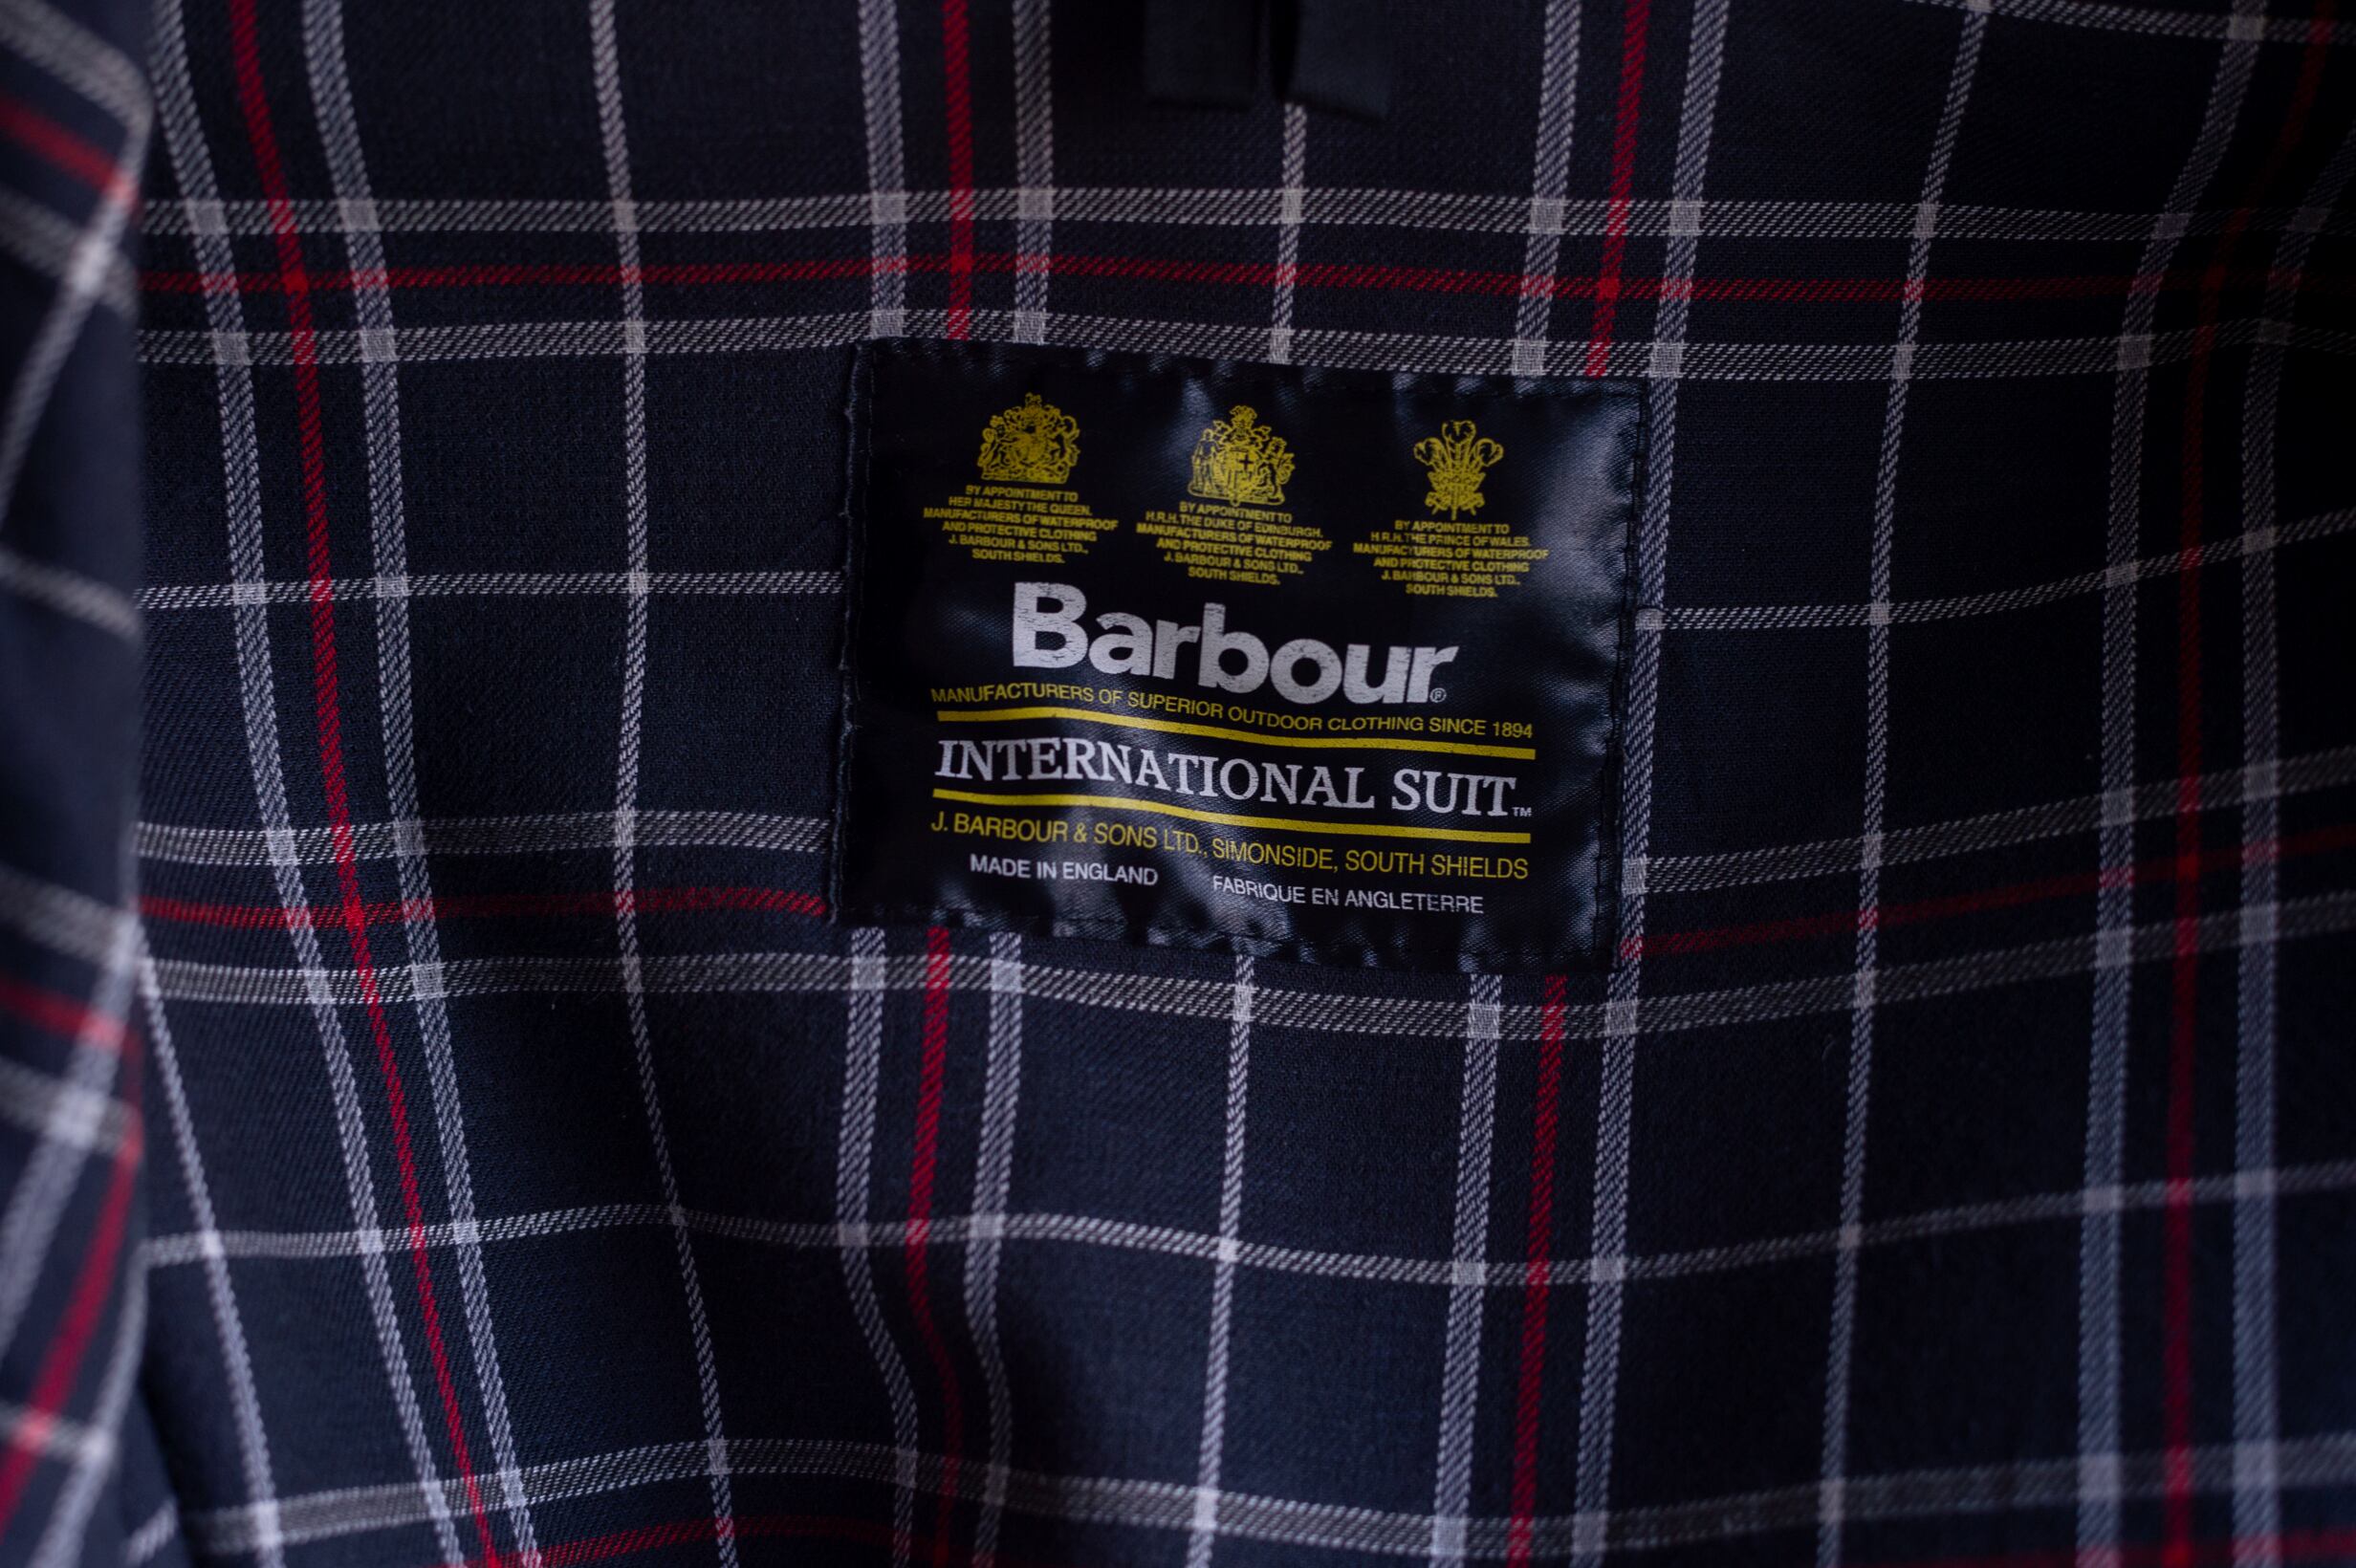 BY APPOINTMENT TO
HER MAJESTY THE QUEEN.
MANUFACTURERS OF WATERPROOF
AND PROTECTIVE CLOTHING
J. BARBOUR & SONS LTD.,
SOUTH SHIELDS.
BY APPOINTMENT TO
H.R.H. THE DUKE OF EDINBURGH.
MANUFACTURERS OF WATERPROOF
AND PROTECTIVE CLOTHING
J. BARBOUR & SONS LTD.,
SOUTH SHIELDS.
BY APPOINTMENT TO
H.R.H. THE PRINCE OF WALES.
MANUFACTURERS OF WATERPROOF
AND PROTECTIVE CLOTHING
J. BARBOUR & SONS LTD.,
SOUTH SHIELDS.
Barbour®
MANUFACTURERS OF SUPERIOR OUTDOOR CLOTHING SINCE 1894
INTERNATIONAL SUIT™
J. BARBOUR & SONS LTD., SIMONSIDE, SOUTH SHIELDS
MADE IN ENGLAND FABRIQUE EN ANGLETERRE